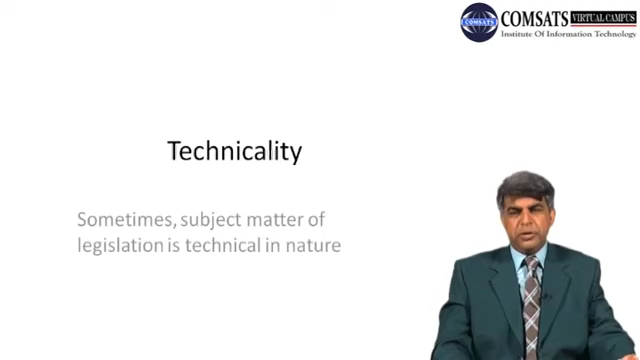 COMSATS VIRTUAL CAMPUS
Institute Of Information Technology
COMSATS
Technicality
Sometimes, subject matter of
legislation is technical in nature